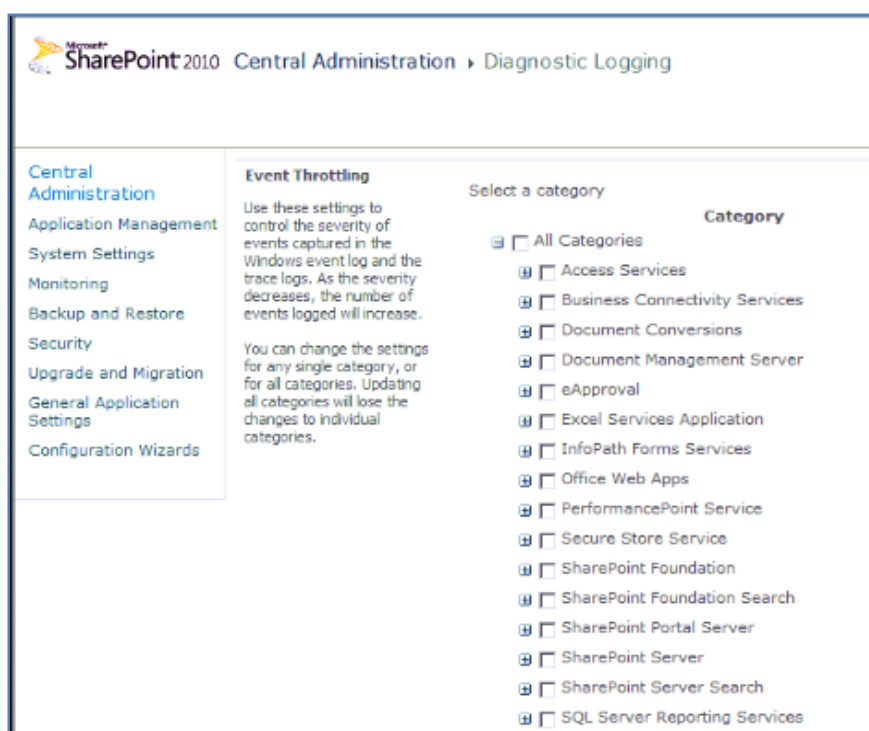 Microsoft
SharePoint 2010 Central Administration ▸ Diagnostic Logging
Central
Administration
Application Management
System Settings
Monitoring
Backup and Restore
Security
Upgrade and Migration
General Application
Settings
Configuration Wizards
Event Throttling
Use these settings to
control the severity of
events captured in the
Windows event log and the
trace logs. As the severity
decreases, the number of
events logged will increase.
You can change the settings
for any single category, or
for all categories. Updating
all categories will lose the
changes to individual
categories.
Select a category
Category
All Categories
Access Services
Business Connectivity Services
Document Conversions
Document Management Server
eApproval
Excel Services Application
InfoPath Forms Services
Office Web Apps
PerformancePoint Service
Secure Store Service
SharePoint Foundation
SharePoint Foundation Search
SharePoint Portal Server
SharePoint Server
SharePoint Server Search
SQL Server Reporting Services